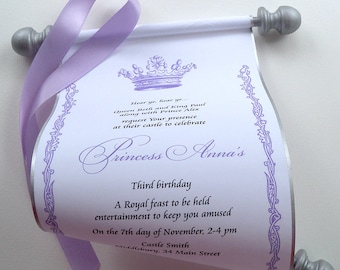 Hear ye, hear ye,
Queen Beth and King Paul
along with Prince Alex
request Your presence
at their castle to celebrate
Princess Anna's
Third birthday
A Royal feast to be held
entertainment to keep you amused
On the 7th day of November, 2-4 pm
Castle Smith
34 Main Street